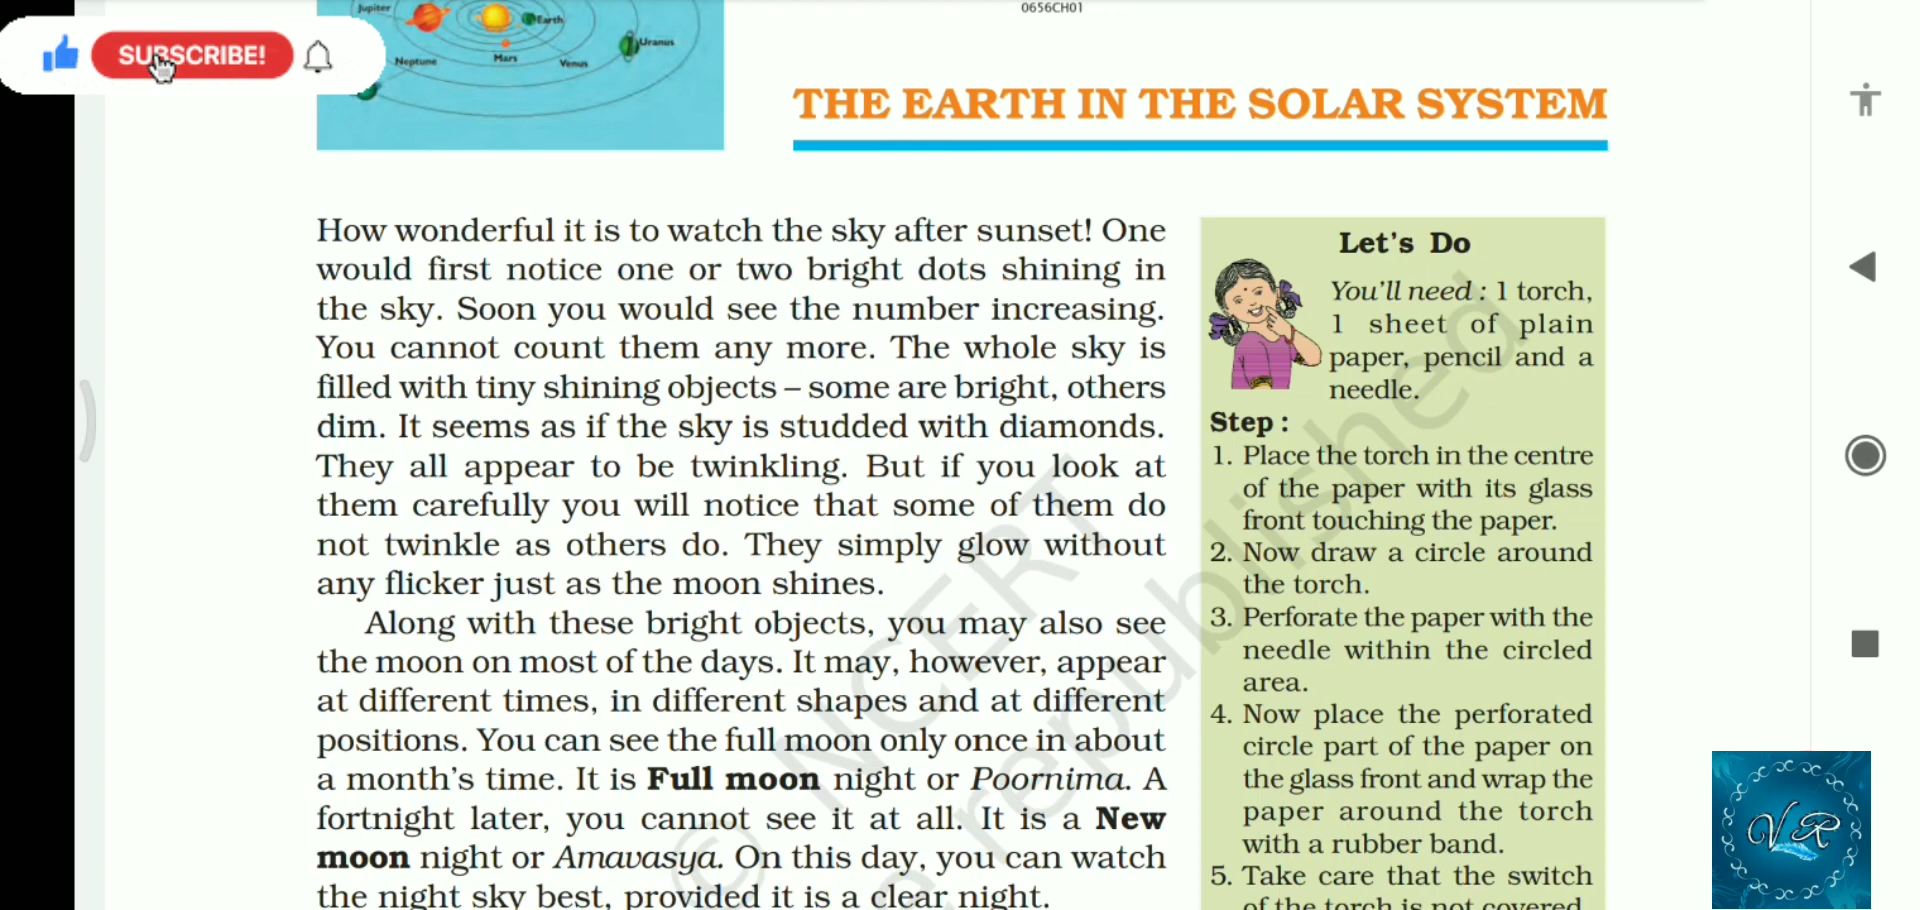 0656CH01
Jupiter
Earth
Uranus
Neptune
Mars
Venus
SUBSCRIBE!
THE EARTH IN THE SOLAR SYSTEM
How wonderful it is to watch the sky after sunset! One
would first notice one or two bright dots shining in
the sky. Soon you would see the number increasing.
You cannot count them any more. The whole sky is
filled with tiny shining objects – some are bright, others
dim. It seems as if the sky is studded with diamonds.
They all appear to be twinkling. But if you look at
them carefully you will notice that some of them do
not twinkle as others do. They simply glow without
any flicker just as the moon shines.
Along with these bright objects, you may also see
the moon on most of the days. It may, however, appear
at different times, in different shapes and at different
positions. You can see the full moon only once in about
a month's time. It is Full moon night or Poornima. A
fortnight later, you cannot see it at all. It is a New
moon night or Amavasya. On this day, you can watch
the night sky best, provided it is a clear night.
Let's Do
You'll need : 1 torch,
1 sheet of plain
paper, pencil and a
needle.
Step :
1. Place the torch in the centre
of the paper with its glass
front touching the paper.
2. Now draw a circle around
the torch.
3. Perforate the paper with the
needle within the circled
area.
4. Now place the perforated
circle part of the paper on
the glass front and wrap the
paper around the torch
with a rubber band.
5. Take care that the switch
of the torch is not covered.
© NCERT
republished
VR